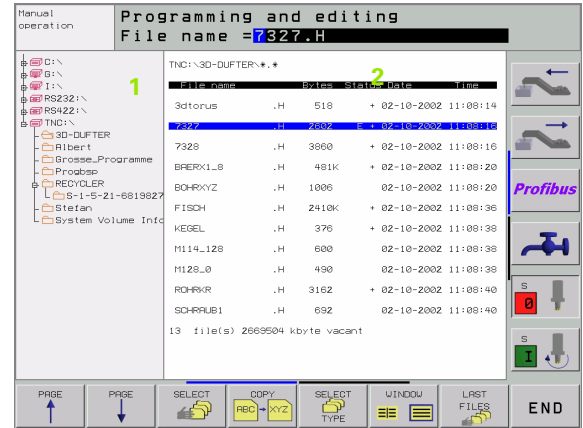 Manual operation
Programming and editing
File name =7327.H
C:\
G:\
I:\
RS232:\
RS422:\
TNC:\
3D-DUFTER
Albert
Grosse_Programme
Progbsp
RECYCLER
S-1-5-21-6819827
Stefan
System Volume Info
1
TNC:\3D-DUFTER\*.*
2
File name Bytes Status Date Time
3dtorus .H 518 + 02-10-2002 11:08:14
7327 .H 2602 E + 02-10-2002 11:08:16
7328 .H 3860 + 02-10-2002 11:08:16
BAERX1_8 .H 481K + 02-10-2002 11:08:20
BOHRXYZ .H 1006 02-10-2002 11:08:20
FISCH .H 2410K + 02-10-2002 11:08:36
KEGEL .H 376 + 02-10-2002 11:08:38
M114_128 .H 600 02-10-2002 11:08:38
M128_0 .H 490 02-10-2002 11:08:38
ROHRKR .H 3162 + 02-10-2002 11:08:40
SCHRAUB1 .H 692 02-10-2002 11:08:40
13 file(s) 2669504 kbyte vacant
Profibus
S
0
S
I
PAGE
PAGE
SELECT
COPY
ABC
XYZ
SELECT
TYPE
WINDOW
LAST
FILES
END